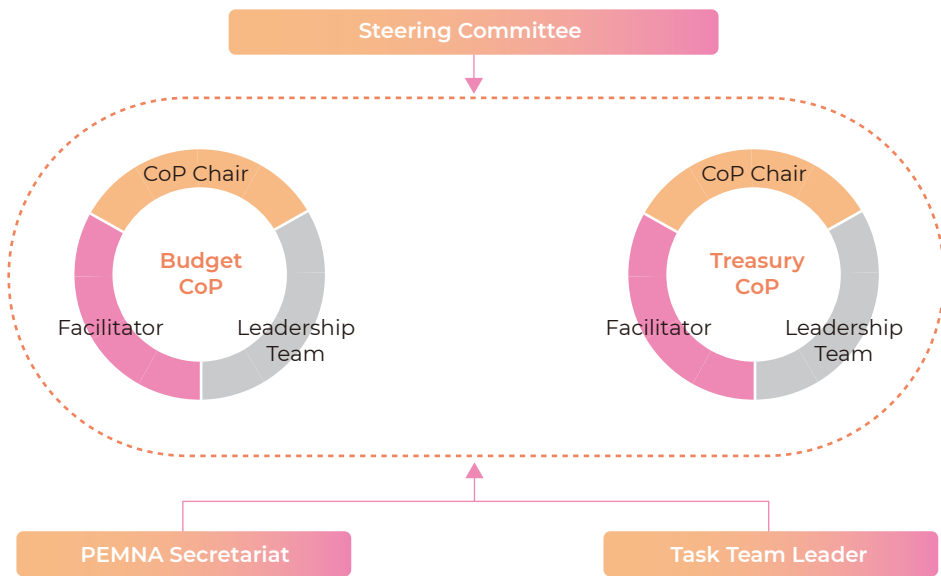 Steering Committee
CoP Chair
Budget
CoP
Facilitator
Leadership
Team
CoP Chair
Treasury
CoP
Facilitator
Leadership
Team
PEMNA Secretariat
Task Team Leader